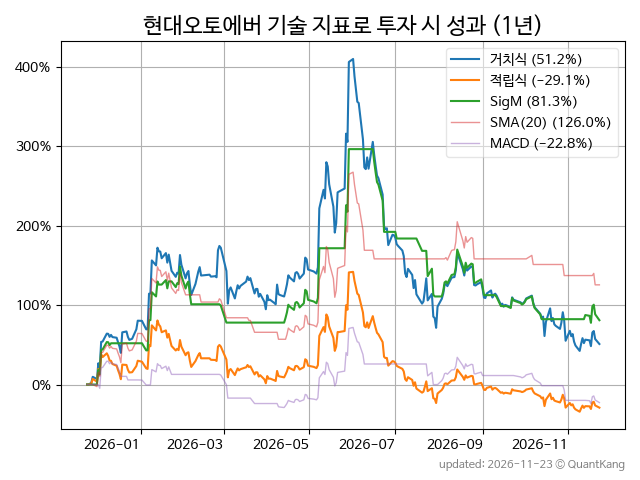 현대오토에버 기술 지표로 투자 시 성과 (1년)
거치식 (51.2%)
적립식 (−29.1%)
SigM (81.3%)
SMA(20) (126.0%)
MACD (−22.8%)
400%
300%
200%
100%
0%
2026−01 2026−03 2026−05 2026−07 2026−09 2026−11
updated: 2026−11−23 © QuantKang